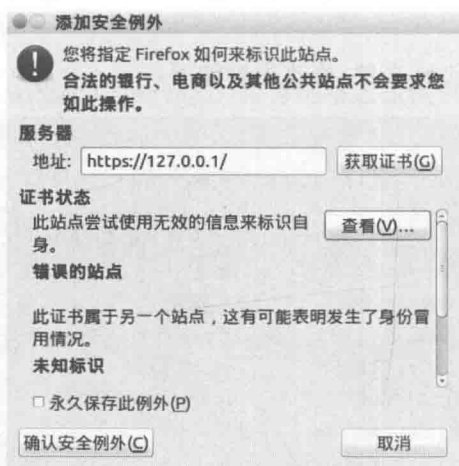 添加安全例外
您将指定 Firefox 如何来标识此站点。
合法的银行、电商以及其他公共站点不会要求您
如此操作。
服务器
地址: https://127.0.0.1/ 获取证书(G)
证书状态
此站点尝试使用无效的信息来标识自
身。
查看(V)...
错误的站点
此证书属于另一个站点，这有可能表明发生了身份冒
用情况。
未知标识
永久保存此例外(P)
确认安全例外(C) 取消